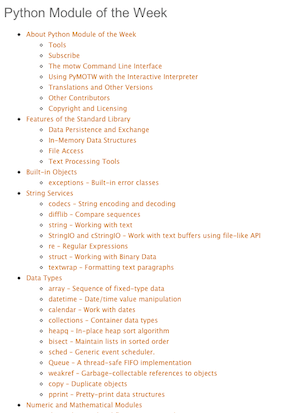 Python Module of the Week
About Python Module of the Week
Tools
Subscribe
The motw Command Line Interface
Using PyMOTW with the Interactive Interpreter
Translations and Other Versions
Other Contributors
Copyright and Licensing
Features of the Standard Library
Data Persistence and Exchange
In-Memory Data Structures
File Access
Text Processing Tools
Built-in Objects
exceptions – Built-in error classes
String Services
codecs – String encoding and decoding
difflib – Compare sequences
string – Working with text
StringIO and cStringIO – Work with text buffers using file-like API
re – Regular Expressions
struct – Working with Binary Data
textwrap – Formatting text paragraphs
Data Types
array – Sequence of fixed-type data
datetime – Date/time value manipulation
calendar – Work with dates
collections – Container data types
heapq – In-place heap sort algorithm
bisect – Maintain lists in sorted order
sched – Generic event scheduler.
Queue – A thread-safe FIFO implementation
weakref – Garbage-collectable references to objects
copy – Duplicate objects
pprint – Pretty-print data structures
Numeric and Mathematical Modules